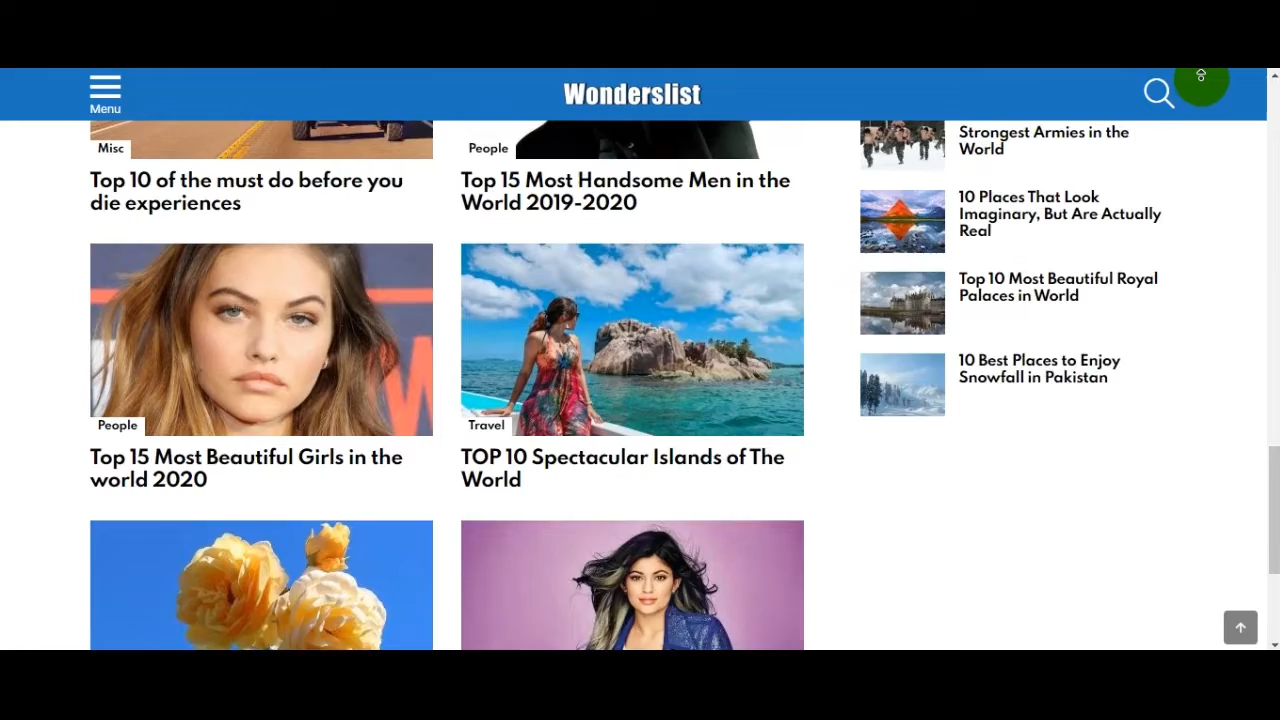 Menu
Wonderslist
Misc
Top 10 of the must do before you
die experiences
People
Top 15 Most Handsome Men in the
World 2019-2020
People
Top 15 Most Beautiful Girls in the
world 2020
Travel
TOP 10 Spectacular Islands of The
World
Strongest Armies in the
World
10 Places That Look
Imaginary, But Are Actually
Real
Top 10 Most Beautiful Royal
Palaces in World
10 Best Places to Enjoy
Snowfall in Pakistan